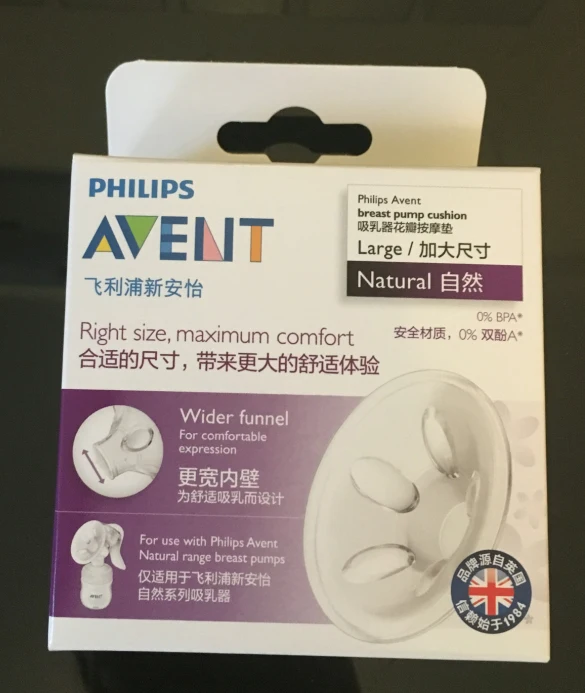 PHILIPS
AVENT
飞利浦新安怡
Philips Avent
breast pump cushion
吸乳器花瓣按摩垫
Large / 加大尺寸
Natural 自然
0% BPA*
安全材质，0% 双酚A*
Right size, maximum comfort
合适的尺寸，带来更大的舒适体验
Wider funnel
For comfortable
expression
更宽内壁
为舒适吸乳而设计
For use with Philips Avent
Natural range breast pumps
仅适用于飞利浦新安怡
自然系列吸乳器
AVENT
品牌源自英国
信赖始于1984